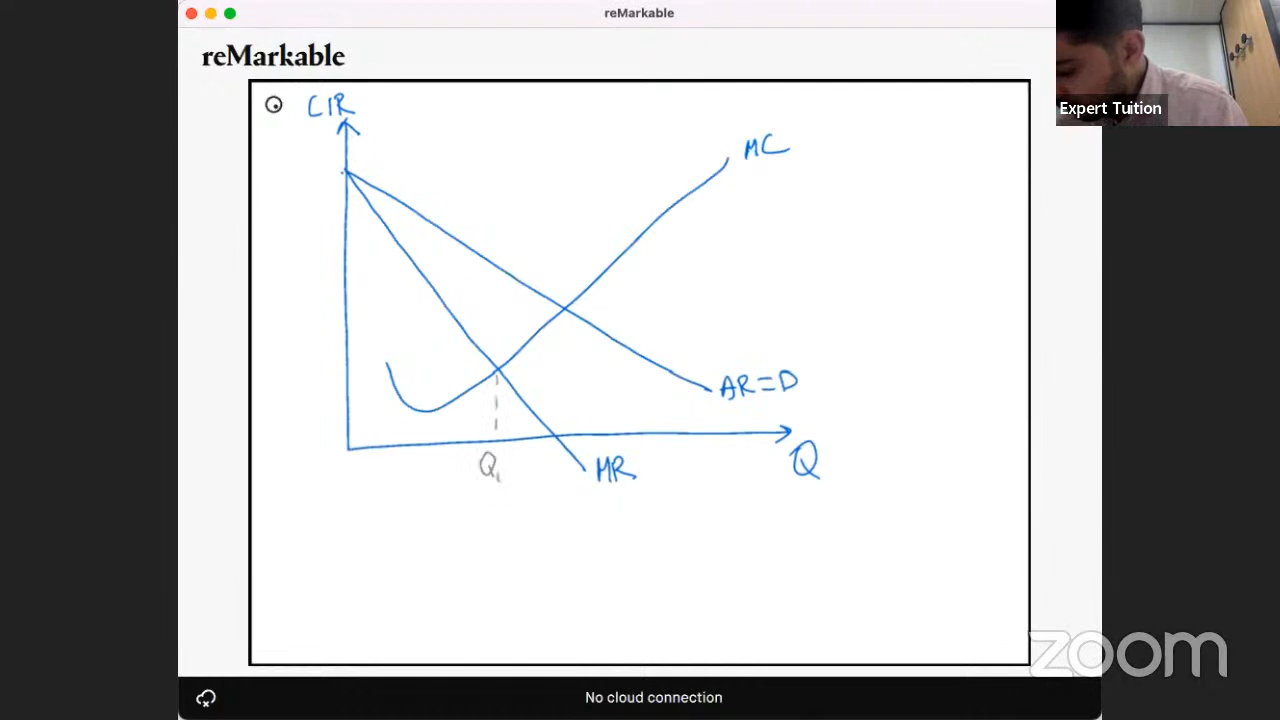 reMarkable
reMarkable
Expert Tuition
C/R
MC
AR=D
Q
Q1
MR
zoom
No cloud connection